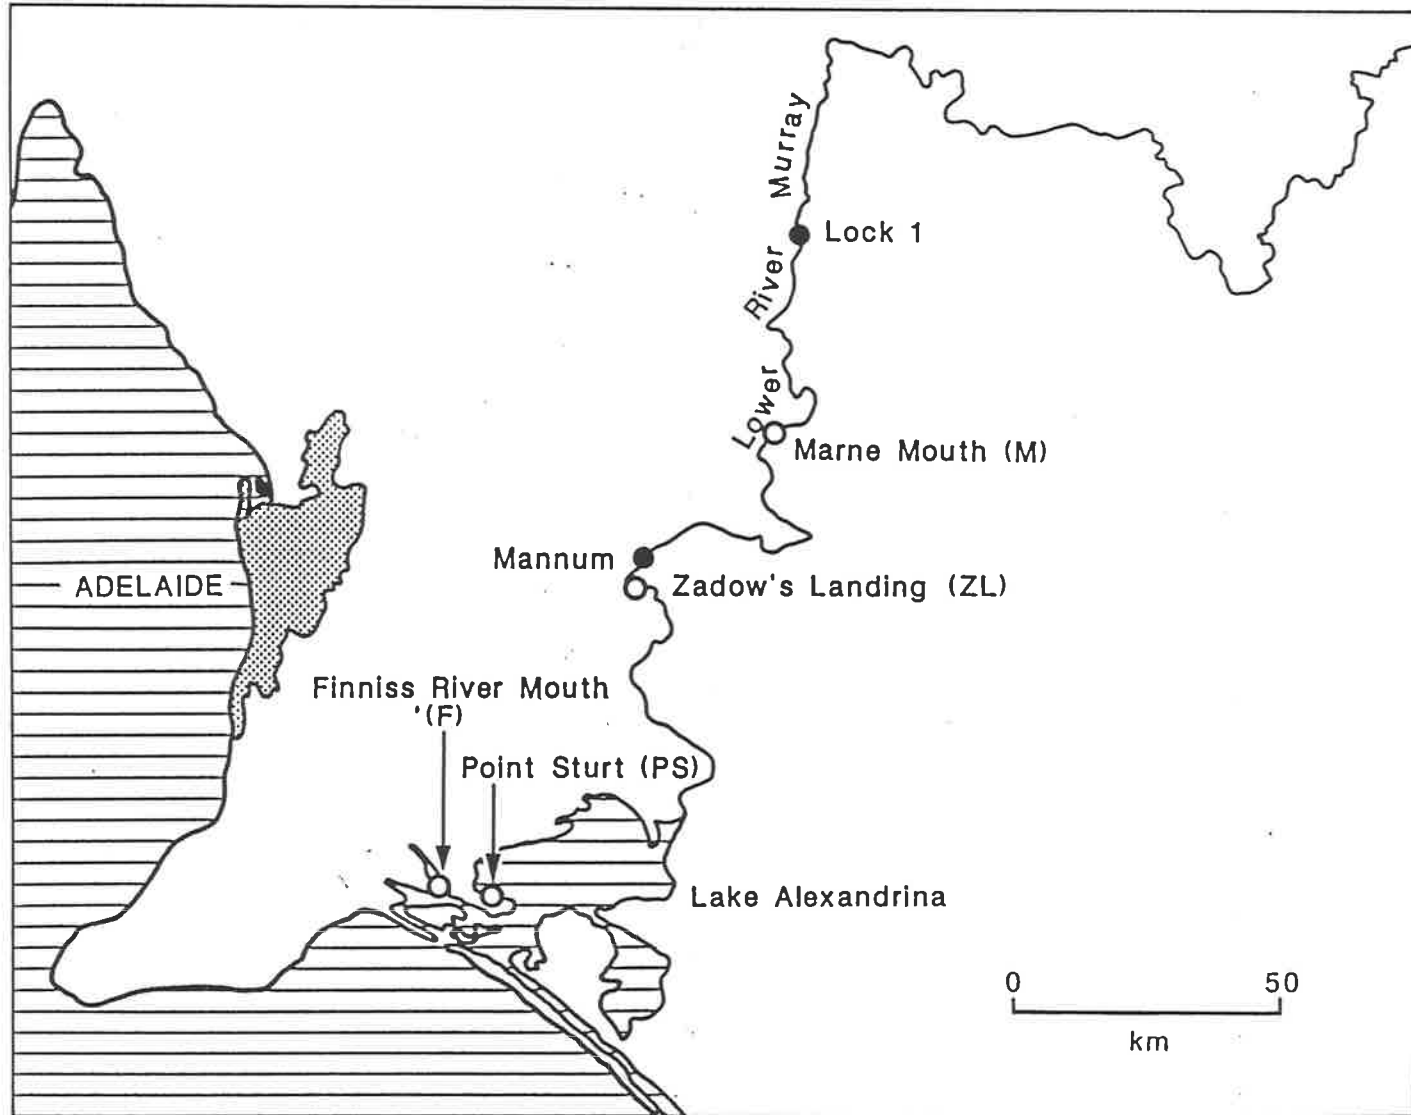 Lower River Murray
Lock 1
Marne Mouth (M)
Mannum
Zadow's Landing (ZL)
ADELAIDE
Finniss River Mouth
(F)
Point Sturt (PS)
Lake Alexandrina
0 50
km